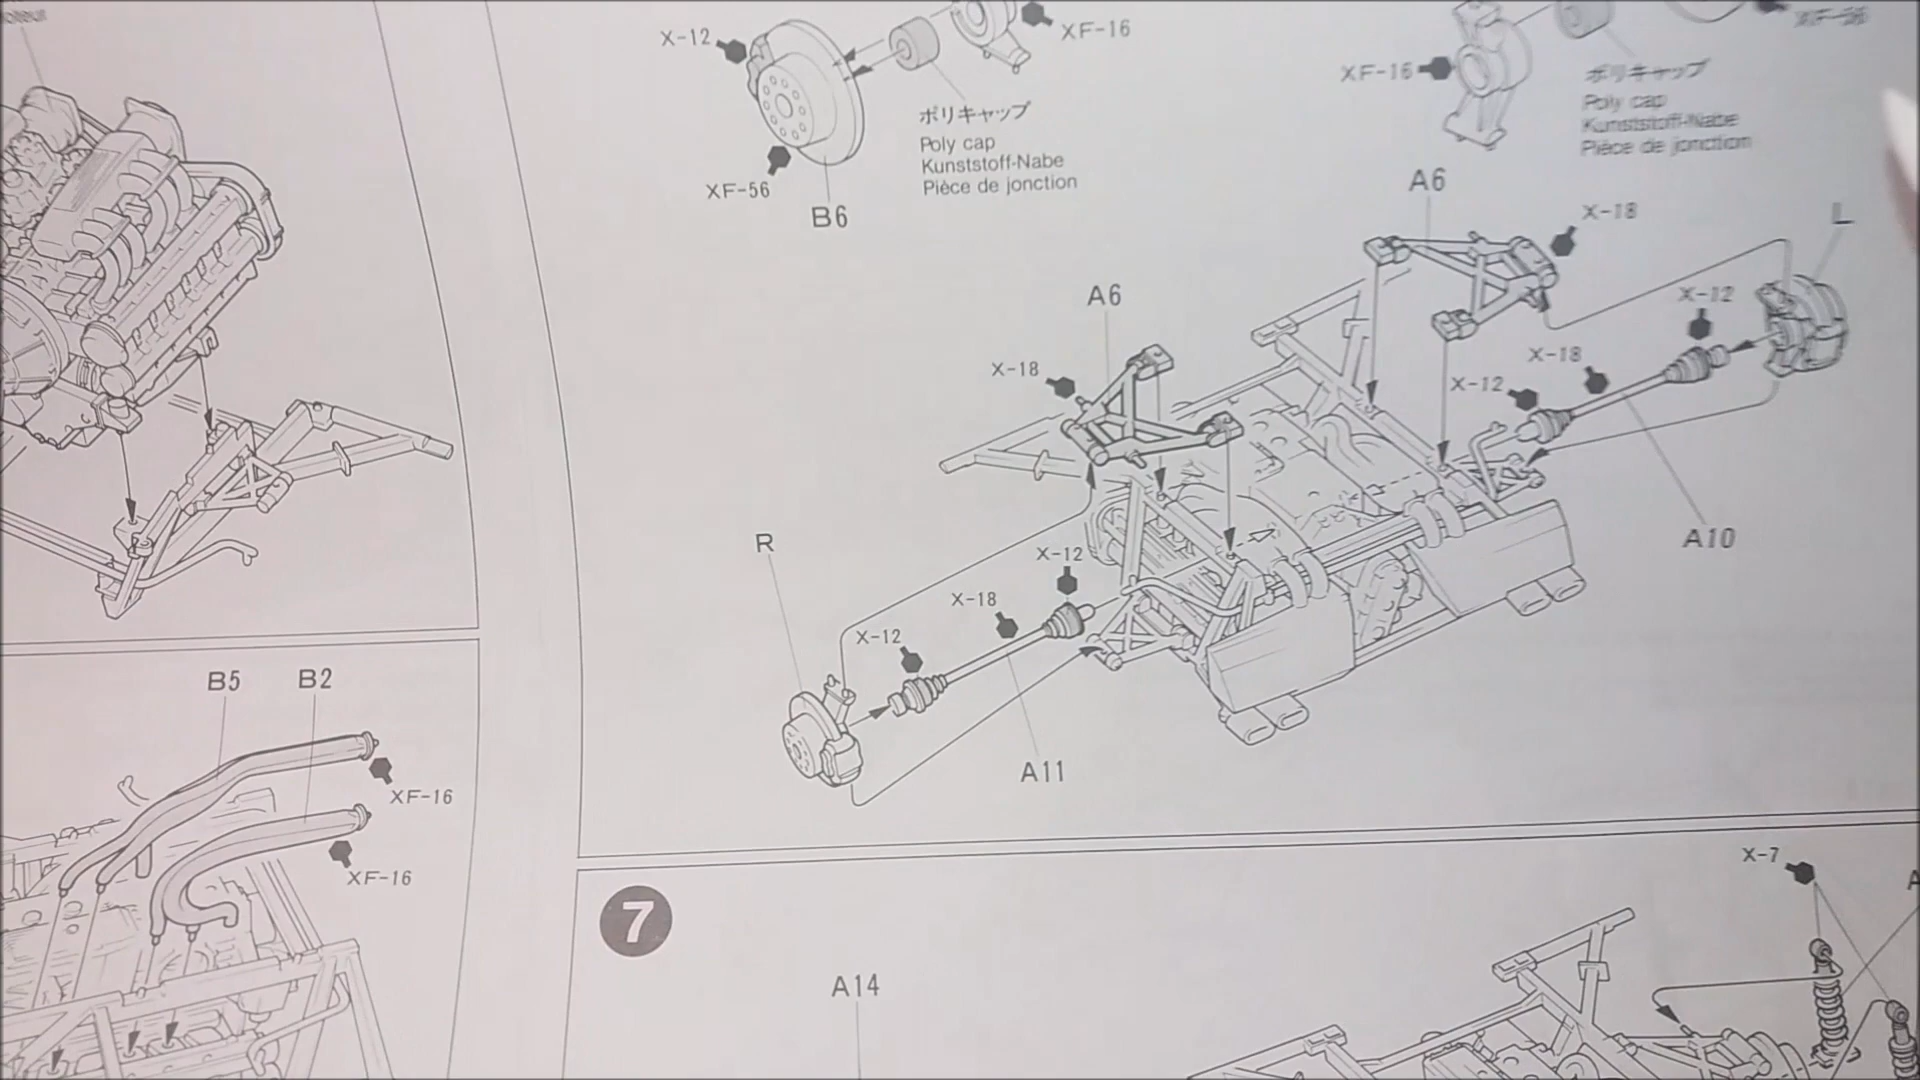 oteur
X-12
XF-16
ポリキャップ
Poly cap
Kunststoff-Nabe
Pièce de jonction
XF-56
B6
XF-16
ポリキャップ
Poly cap
Kunststoff-Nabe
Pièce de jonction
A6
X-18
L
A6
X-18
X-12
X-18
X-12
A10
R
X-12
X-18
X-12
A11
B5
B2
XF-16
XF-16
7
X-7
A14